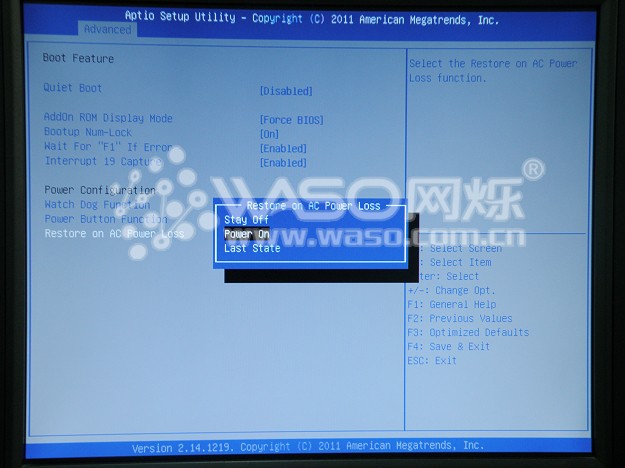 Aptio Setup Utility - Copyright (C) 2011 American Megatrends, Inc.
Advanced
Boot Feature
Quiet Boot [Disabled]
AddOn ROM Display Mode [Force BIOS]
Bootup Num-Lock [On]
Wait For "F1" If Error [Enabled]
Interrupt 19 Capture [Enabled]
Power Configuration
Watch Dog Function
Power Button Function
Restore on AC Power Loss
Restore on AC Power Loss
Stay Off
Power On
Last State
Select the Restore on AC Power
Loss function.
: Select Screen
: Select Item
ter: Select
+/-: Change Opt.
F1: General Help
F2: Previous Values
F3: Optimized Defaults
F4: Save & Exit
ESC: Exit
Version 2.14.1219. Copyright (C) 2011 American Megatrends, Inc.
WASO网烁®
www.waso.com.cn